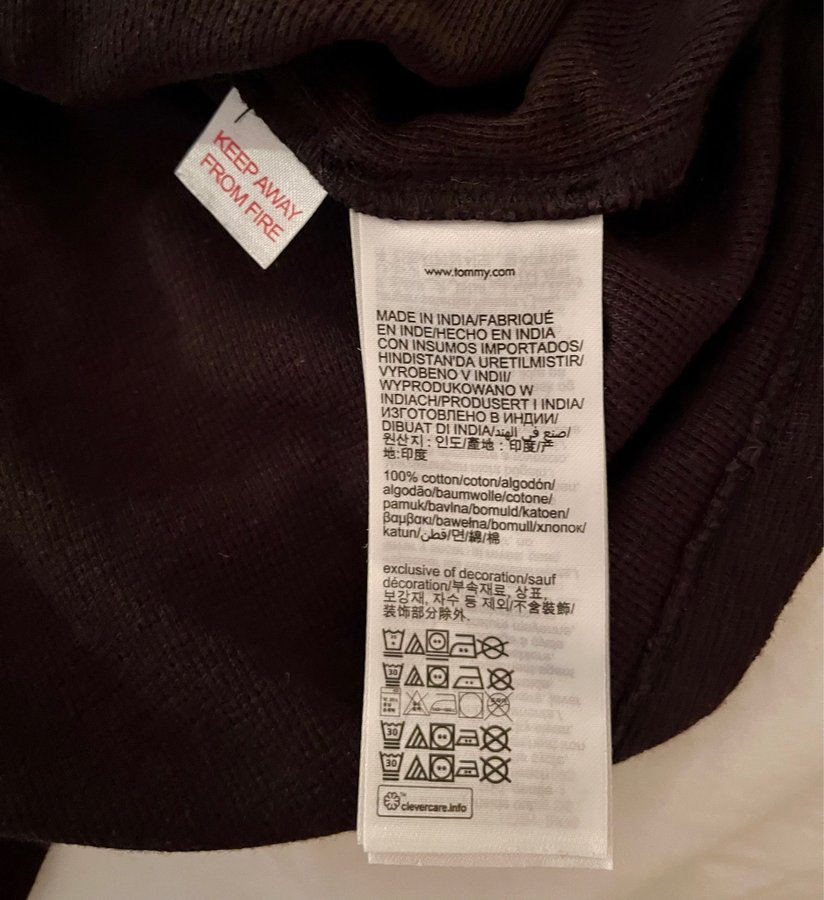 KEEP AWAY
FROM FIRE
www.tommy.com
MADE IN INDIA/FABRIQUÉ
EN INDE/HECHO EN INDIA
CON INSUMOS IMPORTADOS/
HINDISTAN'DA URETILMISTIR/
VYROBENO V INDII/
WYPRODUKOWANO W
INDIACH/PRODUSERT I INDIA/
ИЗГОТОВЛЕНО В ИНДИИ/
DIBUAT DI INDIA/صنع في الهند/
원산지 : 인도/產地 : 印度/产
地:印度
100% cotton/coton/algodón/
algodão/baumwolle/cotone/
pamuk/bavlna/bomuld/katoen/
βαμβακι/bawełna/bomull/хлопок/
katun/قطن/면/綿/棉
exclusive of decoration/sauf
décoration/부속재료, 상표,
보강재, 자수 등 제외/不含裝飾/
装饰部分除外.
30
30
30
clevercare.info